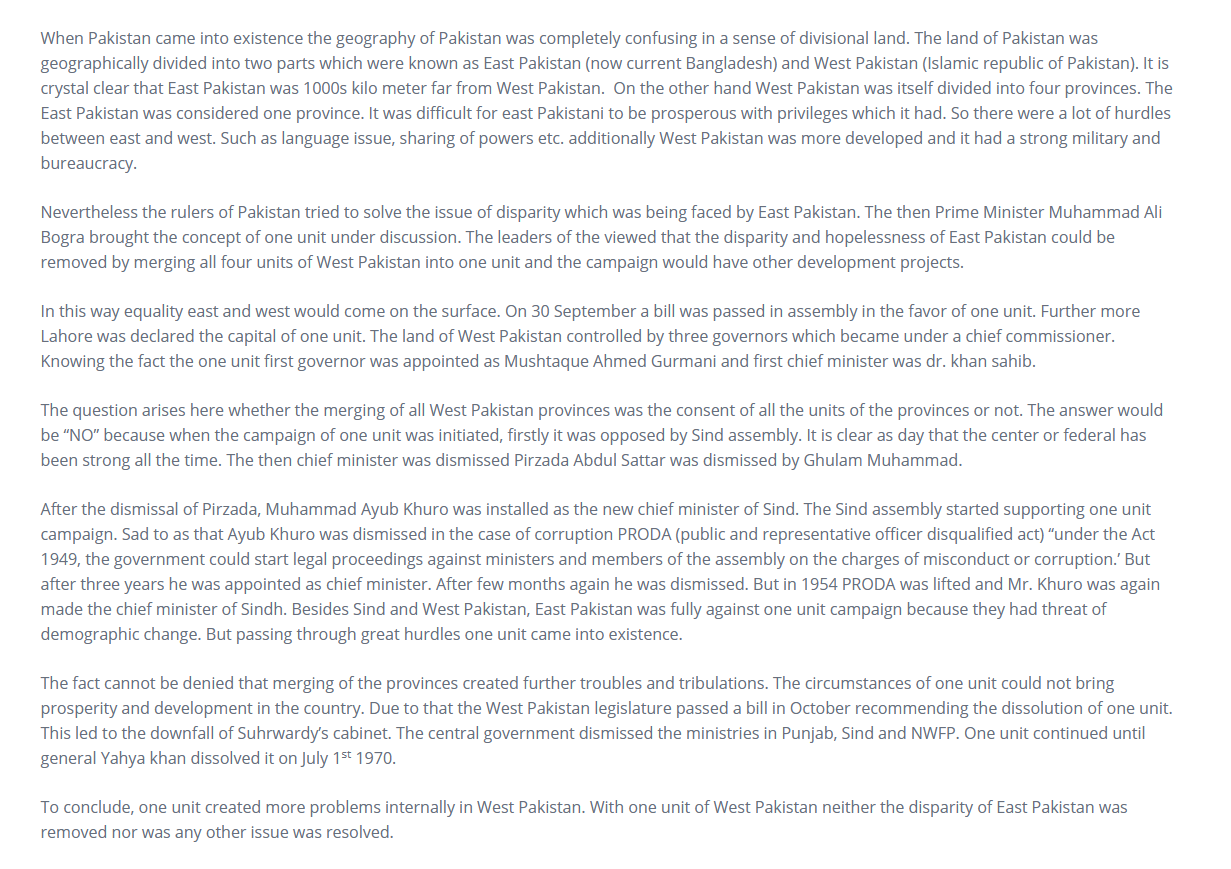 When Pakistan came into existence the geography of Pakistan was completely confusing in a sense of divisional land. The land of Pakistan was
geographically divided into two parts which were known as East Pakistan (now current Bangladesh) and West Pakistan (Islamic republic of Pakistan). It is
crystal clear that East Pakistan was 1000s kilo meter far from West Pakistan.  On the other hand West Pakistan was itself divided into four provinces. The
East Pakistan was considered one province. It was difficult for east Pakistani to be prosperous with privileges which it had. So there were a lot of hurdles
between east and west. Such as language issue, sharing of powers etc. additionally West Pakistan was more developed and it had a strong military and
bureaucracy.

Nevertheless the rulers of Pakistan tried to solve the issue of disparity which was being faced by East Pakistan. The then Prime Minister Muhammad Ali
Bogra brought the concept of one unit under discussion. The leaders of the viewed that the disparity and hopelessness of East Pakistan could be
removed by merging all four units of West Pakistan into one unit and the campaign would have other development projects.

In this way equality east and west would come on the surface. On 30 September a bill was passed in assembly in the favor of one unit. Further more
Lahore was declared the capital of one unit. The land of West Pakistan controlled by three governors which became under a chief commissioner.
Knowing the fact the one unit first governor was appointed as Mushtaque Ahmed Gurmani and first chief minister was dr. khan sahib.

The question arises here whether the merging of all West Pakistan provinces was the consent of all the units of the provinces or not. The answer would
be “NO” because when the campaign of one unit was initiated, firstly it was opposed by Sind assembly. It is clear as day that the center or federal has
been strong all the time. The then chief minister was dismissed Pirzada Abdul Sattar was dismissed by Ghulam Muhammad.

After the dismissal of Pirzada, Muhammad Ayub Khuro was installed as the new chief minister of Sind. The Sind assembly started supporting one unit
campaign. Sad to as that Ayub Khuro was dismissed in the case of corruption PRODA (public and representative officer disqualified act) “under the Act
1949, the government could start legal proceedings against ministers and members of the assembly on the charges of misconduct or corruption.’ But
after three years he was appointed as chief minister. After few months again he was dismissed. But in 1954 PRODA was lifted and Mr. Khuro was again
made the chief minister of Sindh. Besides Sind and West Pakistan, East Pakistan was fully against one unit campaign because they had threat of
demographic change. But passing through great hurdles one unit came into existence.

The fact cannot be denied that merging of the provinces created further troubles and tribulations. The circumstances of one unit could not bring
prosperity and development in the country. Due to that the West Pakistan legislature passed a bill in October recommending the dissolution of one unit.
This led to the downfall of Suhrwardy’s cabinet. The central government dismissed the ministries in Punjab, Sind and NWFP. One unit continued until
general Yahya khan dissolved it on July 1st 1970.

To conclude, one unit created more problems internally in West Pakistan. With one unit of West Pakistan neither the disparity of East Pakistan was
removed nor was any other issue was resolved.